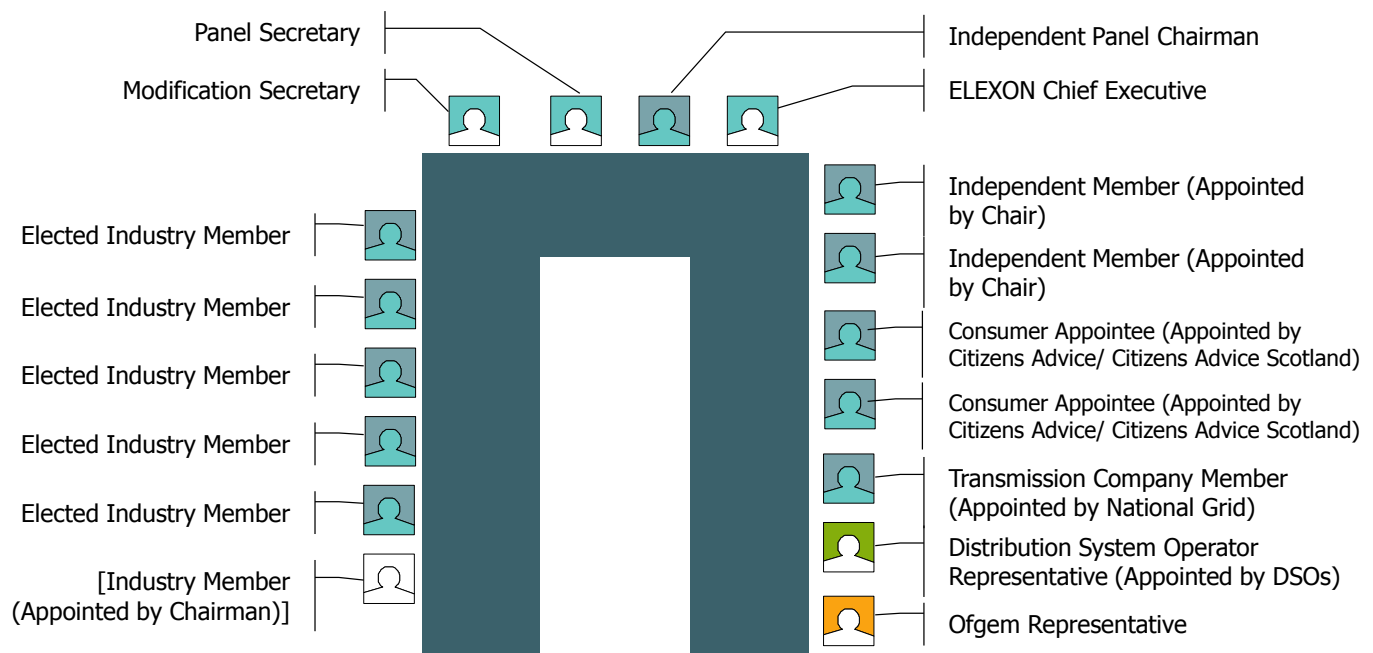 Panel Secretary
Modification Secretary
Independent Panel Chairman
ELEXON Chief Executive
Elected Industry Member
Elected Industry Member
Elected Industry Member
Elected Industry Member
Elected Industry Member
[Industry Member
(Appointed by Chairman)]
Independent Member (Appointed
by Chair)
Independent Member (Appointed
by Chair)
Consumer Appointee (Appointed by
Citizens Advice/ Citizens Advice Scotland)
Consumer Appointee (Appointed by
Citizens Advice/ Citizens Advice Scotland)
Transmission Company Member
(Appointed by National Grid)
Distribution System Operator
Representative (Appointed by DSOs)
Ofgem Representative